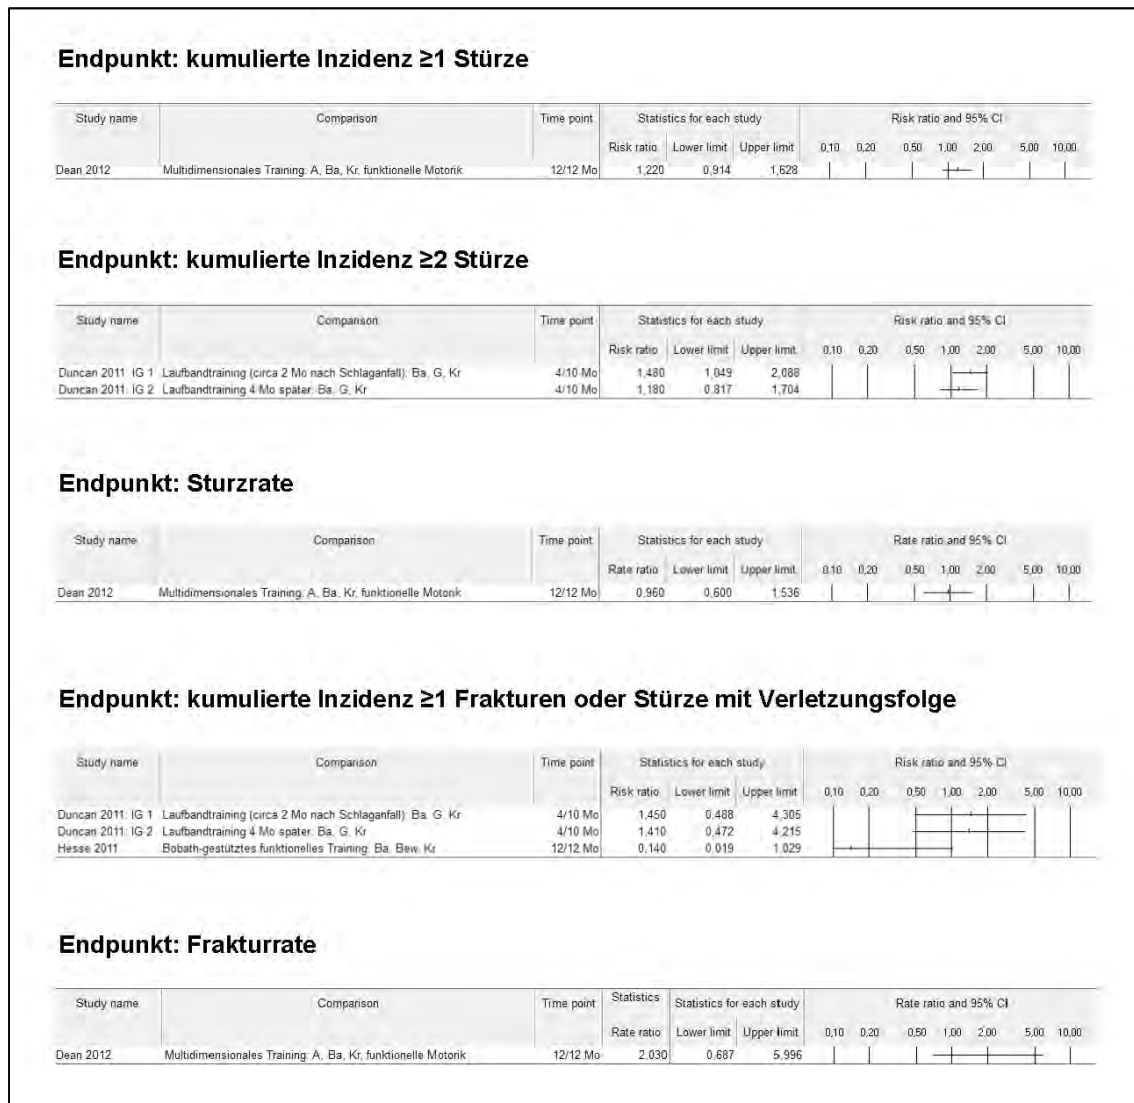 Endpunkt: kumulierte Inzidenz ≥1 Stürze
Study name Comparison Time point Statistics for each study Risk ratio and 95% CI
Risk ratio Lower limit Upper limit 0,10 0,20 0,50 1,00 2,00 5,00 10,00
Dean 2012 Multidimensionales Training: A, Ba, Kr, funktionelle Motorik 12/12 Mo 1,220 0,914 1,628
Endpunkt: kumulierte Inzidenz ≥2 Stürze
Study name Comparison Time point Statistics for each study Risk ratio and 95% CI
Risk ratio Lower limit Upper limit 0,10 0,20 0,50 1,00 2,00 5,00 10,00
Duncan 2011: IG 1 Laufbandtraining (circa 2 Mo nach Schlaganfall): Ba, G, Kr 4/10 Mo 1,480 1,049 2,088
Duncan 2011: IG 2 Laufbandtraining 4 Mo später: Ba, G, Kr 4/10 Mo 1,180 0,817 1,704
Endpunkt: Sturzrate
Study name Comparison Time point Statistics for each study Rate ratio and 95% CI
Rate ratio Lower limit Upper limit 0,10 0,20 0,50 1,00 2,00 5,00 10,00
Dean 2012 Multidimensionales Training: A, Ba, Kr, funktionelle Motorik 12/12 Mo 0,960 0,600 1,536
Endpunkt: kumulierte Inzidenz ≥1 Frakturen oder Stürze mit Verletzungsfolge
Study name Comparison Time point Statistics for each study Risk ratio and 95% CI
Risk ratio Lower limit Upper limit 0,10 0,20 0,50 1,00 2,00 5,00 10,00
Duncan 2011: IG 1 Laufbandtraining (circa 2 Mo nach Schlaganfall): Ba, G, Kr 4/10 Mo 1,450 0,488 4,305
Duncan 2011: IG 2 Laufbandtraining 4 Mo später: Ba, G, Kr 4/10 Mo 1,410 0,472 4,215
Hesse 2011 Bobath-gestütztes funktionelles Training: Ba, Bew, Kr 12/12 Mo 0,140 0,019 1,029
Endpunkt: Frakturrate
Study name Comparison Time point Statistics Statistics for each study Rate ratio and 95% CI
Rate ratio Lower limit Upper limit 0,10 0,20 0,50 1,00 2,00 5,00 10,00
Dean 2012 Multidimensionales Training: A, Ba, Kr, funktionelle Motorik 12/12 Mo 2,030 0,687 5,996